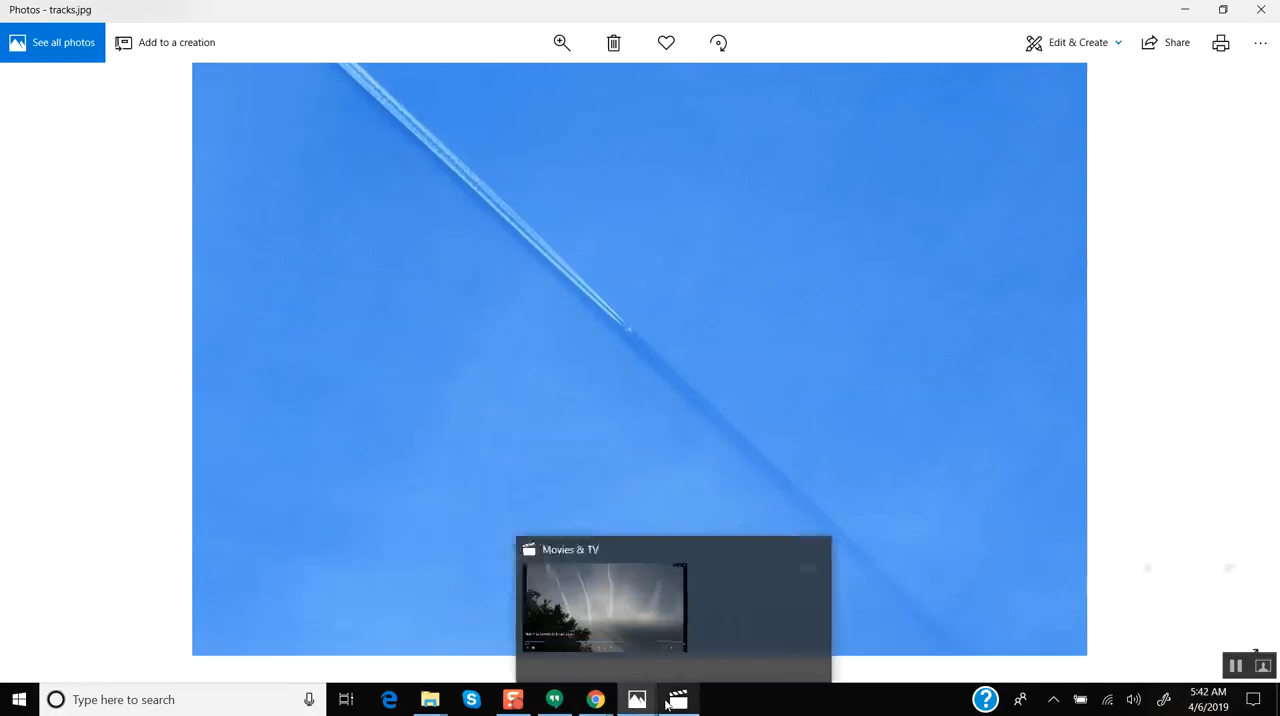 Photos - tracks.jpg
See all photos
Add to a creation
Edit & Create
Share
Movies & TV
Type here to search
5:42 AM
4/6/2019